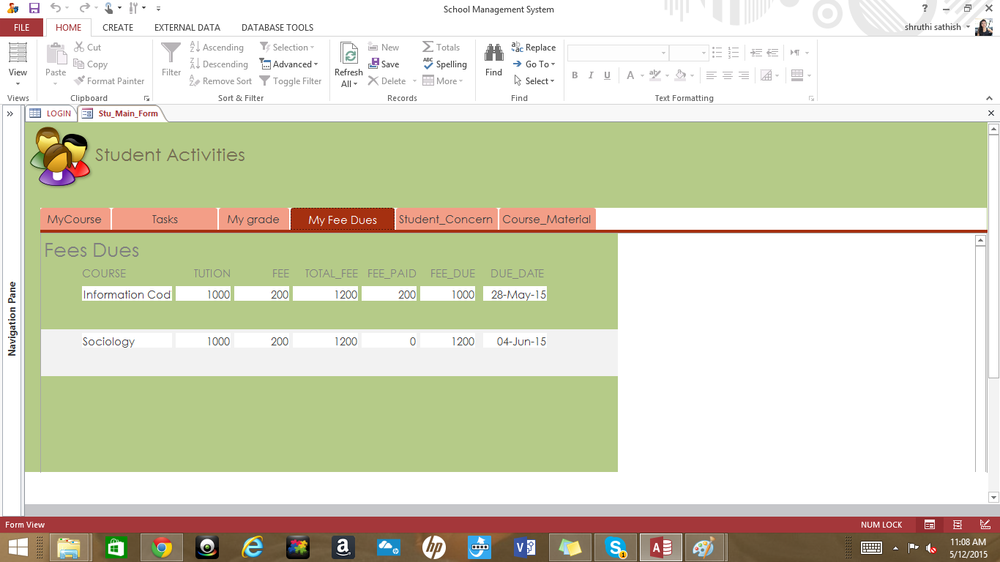 School Management System
?
FILE HOME CREATE EXTERNAL DATA DATABASE TOOLS shruthi sathish
View
Views
Paste
Cut
Copy
Format Painter
Clipboard
Filter
Ascending
Descending
Remove Sort
Selection
Advanced
Toggle Filter
Sort & Filter
Refresh
All
New
Save
Delete
Totals
Spelling
More
Records
Find
Replace
Go To
Select
Find
B I U A
Text Formatting
LOGIN Stu_Main_Form
Navigation Pane
Student Activities
MyCourse Tasks My grade My Fee Dues Student_Concern Course_Material
Fees Dues
COURSE TUTION FEE TOTAL_FEE FEE_PAID FEE_DUE DUE_DATE
Information Cod 1000 200 1200 200 1000 28-May-15
Sociology 1000 200 1200 0 1200 04-Jun-15
Form View NUM LOCK
11:08 AM
5/12/2015